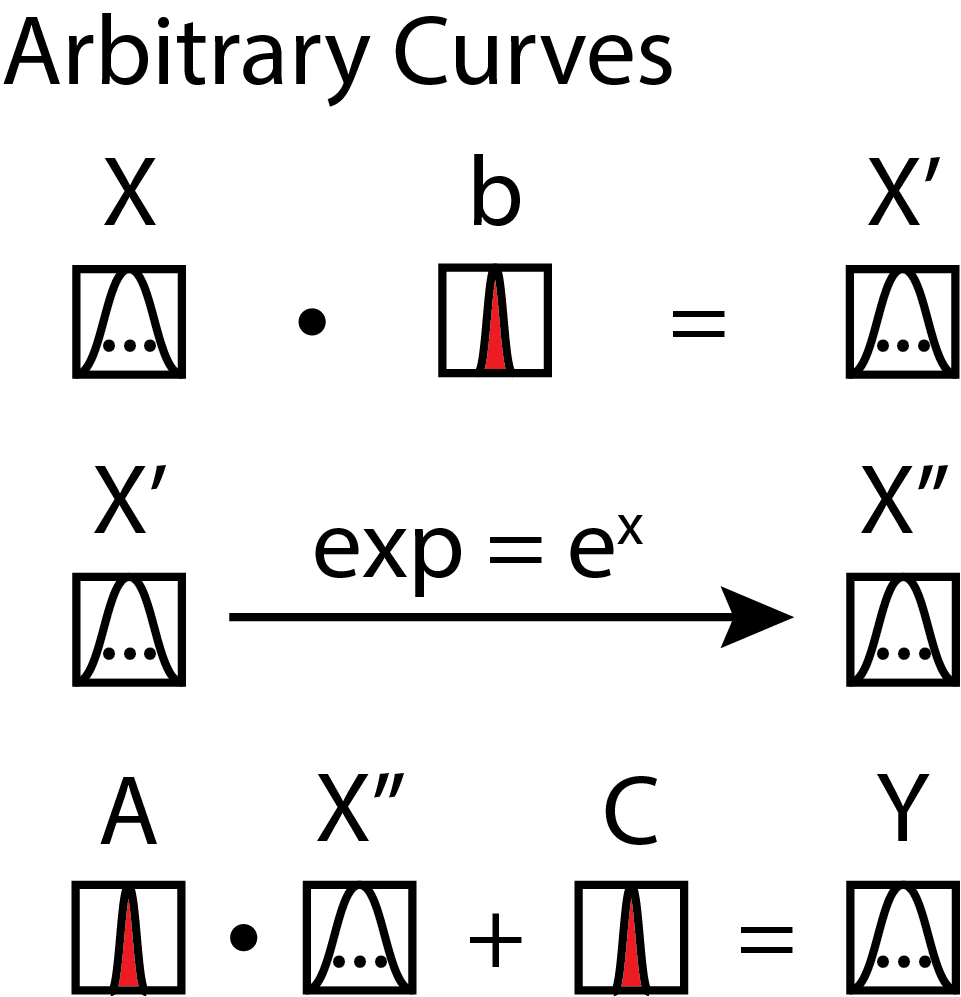 Arbitrary Curves
X b X′
• =
X′ X″
exp = eˣ
A X″ C Y
• + =